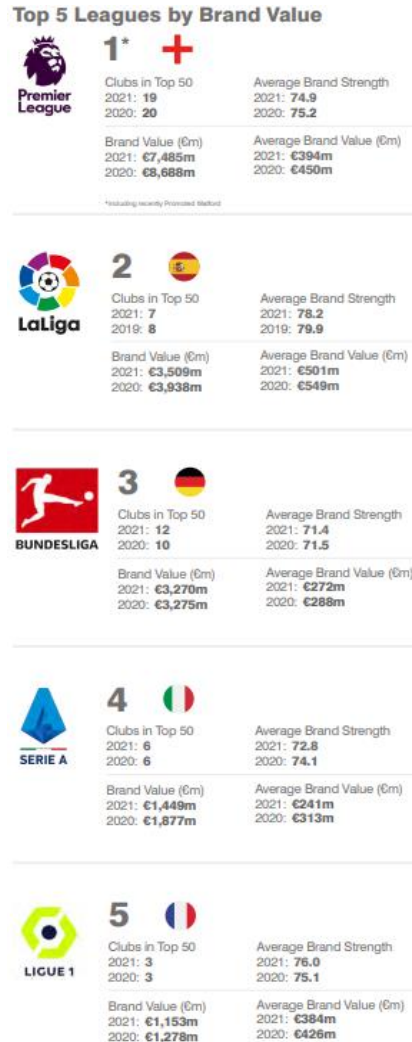 Top 5 Leagues by Brand Value
1*
Premier
League
Clubs in Top 50
2021: 19
2020: 20
Average Brand Strength
2021: 74.9
2020: 75.2
Brand Value (€m)
2021: €7,485m
2020: €8,688m
Average Brand Value (€m)
2021: €394m
2020: €450m
*Including recently Promoted Watford
2
LaLiga
Clubs in Top 50
2021: 7
2019: 8
Average Brand Strength
2021: 78.2
2019: 79.9
Brand Value (€m)
2021: €3,509m
2020: €3,938m
Average Brand Value (€m)
2021: €501m
2020: €549m
3
BUNDESLIGA
Clubs in Top 50
2021: 12
2020: 10
Average Brand Strength
2021: 71.4
2020: 71.5
Brand Value (€m)
2021: €3,270m
2020: €3,275m
Average Brand Value (€m)
2021: €272m
2020: €288m
4
SERIE A
Clubs in Top 50
2021: 6
2020: 6
Average Brand Strength
2021: 72.8
2020: 74.1
Brand Value (€m)
2021: €1,449m
2020: €1,877m
Average Brand Value (€m)
2021: €241m
2020: €313m
5
LIGUE 1
Clubs in Top 50
2021: 3
2020: 3
Average Brand Strength
2021: 76.0
2020: 75.1
Brand Value (€m)
2021: €1,153m
2020: €1,278m
Average Brand Value (€m)
2021: €384m
2020: €426m